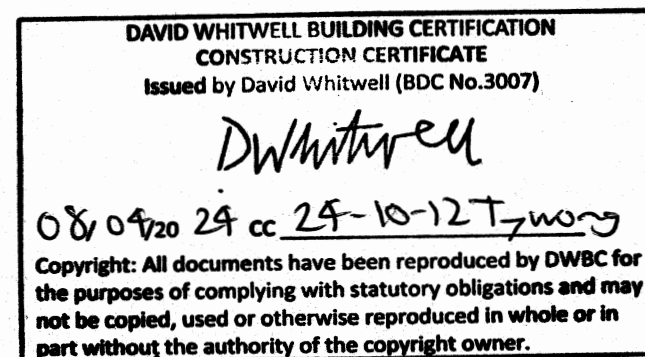 DAVID WHITWELL BUILDING CERTIFICATION
CONSTRUCTION CERTIFICATE
Issued by David Whitwell (BDC No.3007)
DWhitwell
08/04/20 24 cc 24-10-12
Copyright: All documents have been reproduced by DWBC for
the purposes of complying with statutory obligations and may
not be copied, used or otherwise reproduced in whole or in
part without the authority of the copyright owner.